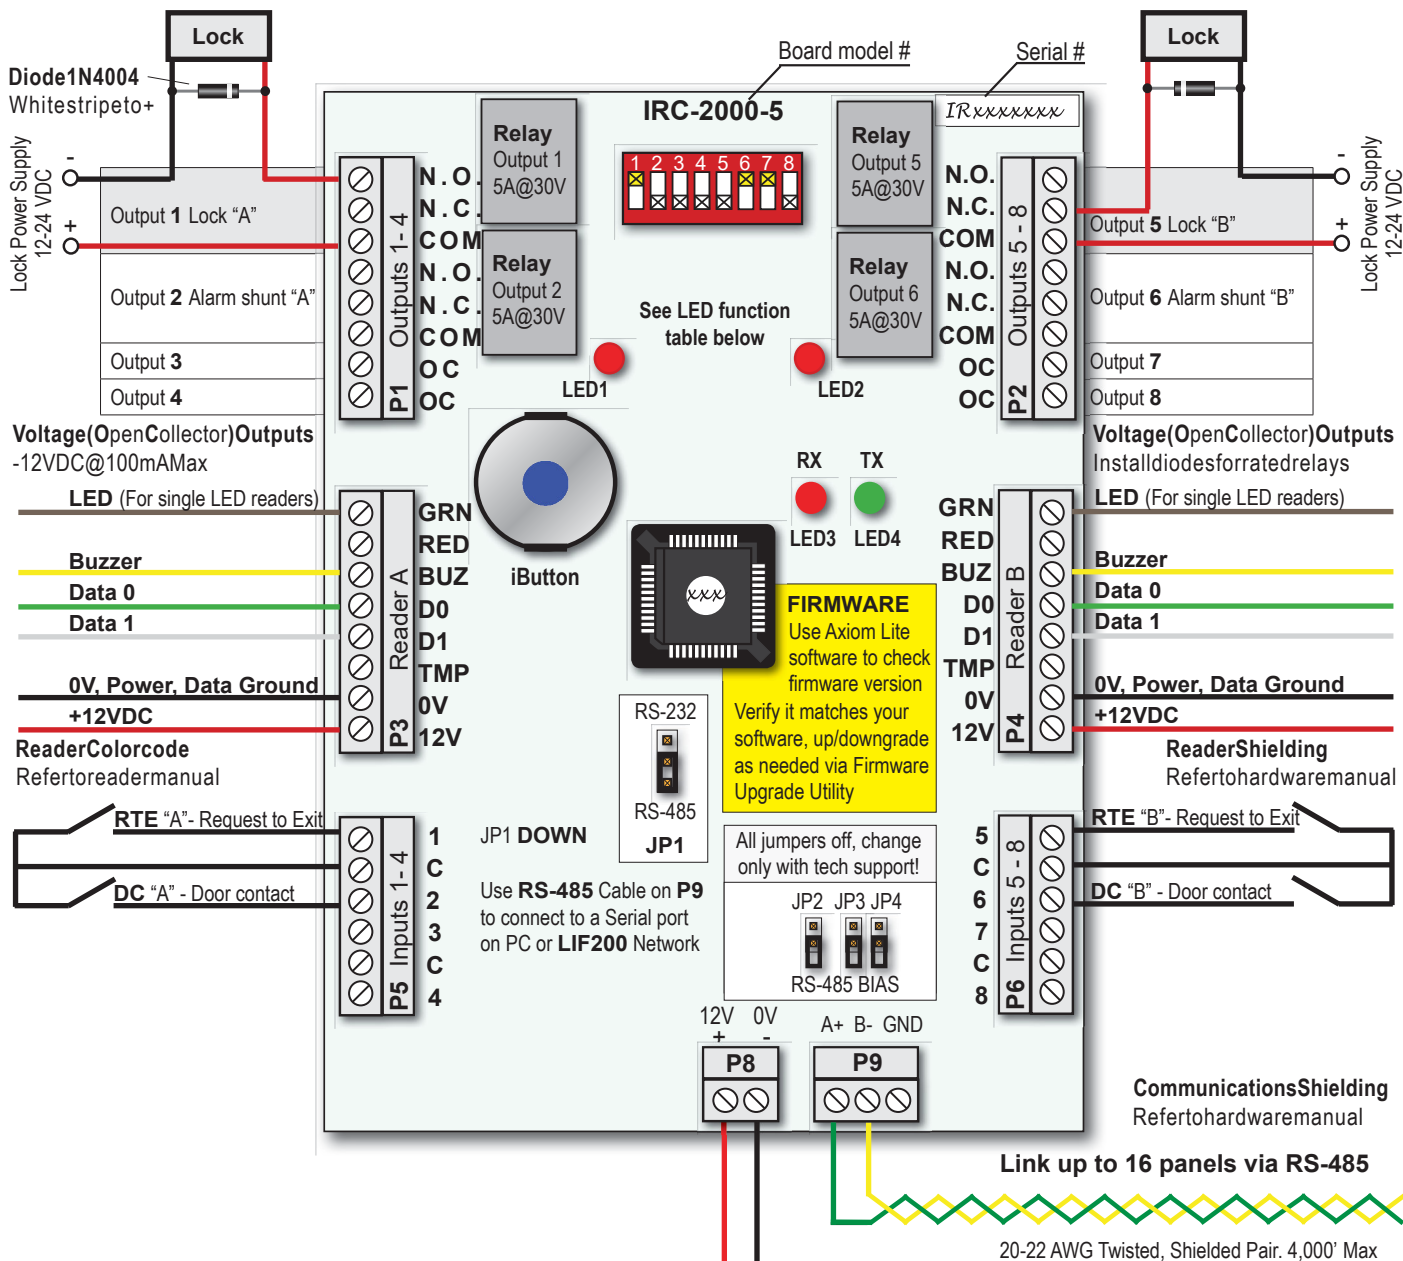 Lock
Lock
Board model #
Serial #
Diode1N4004
Whitestripeto+
IRC-2000-5
IRxxxxxxx
Lock Power Supply
12-24 VDC
-
+
Output 1 Lock “A”
Output 2 Alarm shunt “A”
Output 3
Output 4
Outputs 1- 4
P1
N.O.
N.C.
COM
N.O.
N.C.
COM
OC
OC
Relay
Output 1
5A@30V
Relay
Output 2
5A@30V
1 2 3 4 5 6 7 8
Relay
Output 5
5A@30V
Relay
Output 6
5A@30V
See LED function
table below
LED1
LED2
N.O.
N.C.
COM
N.O.
N.C.
COM
OC
OC
Outputs 5 - 8
P2
Output 5 Lock “B”
Output 6 Alarm shunt “B”
Output 7
Output 8
-
+
Lock Power Supply
12-24 VDC
Voltage(OpenCollector)Outputs
-12VDC@100mAMax
Voltage(OpenCollector)Outputs
Installdiodesforratedrelays
LED (For single LED readers)
Buzzer
Data 0
Data 1
0V, Power, Data Ground
+12VDC
Reader A
P3
GRN
RED
BUZ
D0
D1
TMP
0V
12V
iButton
RX
TX
LED3
LED4
xxx
FIRMWARE
Use Axiom Lite
software to check
firmware version
Verify it matches your
software, up/downgrade
as needed via Firmware
Upgrade Utility
GRN
RED
BUZ
D0
D1
TMP
0V
12V
Reader B
P4
LED (For single LED readers)
Buzzer
Data 0
Data 1
0V, Power, Data Ground
+12VDC
ReaderColorcode
Refertoreadermanual
ReaderShielding
Refertohardwaremanual
RS-232
RS-485
JP1
RTE “A”- Request to Exit
DC “A” - Door contact
Inputs 1- 4
P5
1
C
2
3
C
4
JP1 DOWN
Use RS-485 Cable on P9
to connect to a Serial port
on PC or LIF200 Network
All jumpers off, change
only with tech support!
JP2 JP3 JP4
RS-485 BIAS
5
C
6
7
C
8
Inputs 5 - 8
P6
RTE “B”- Request to Exit
DC “B” - Door contact
12V 0V
+ -
P8
A+ B- GND
P9
CommunicationsShielding
Refertohardwaremanual
Link up to 16 panels via RS-485
20-22 AWG Twisted, Shielded Pair. 4,000’ Max